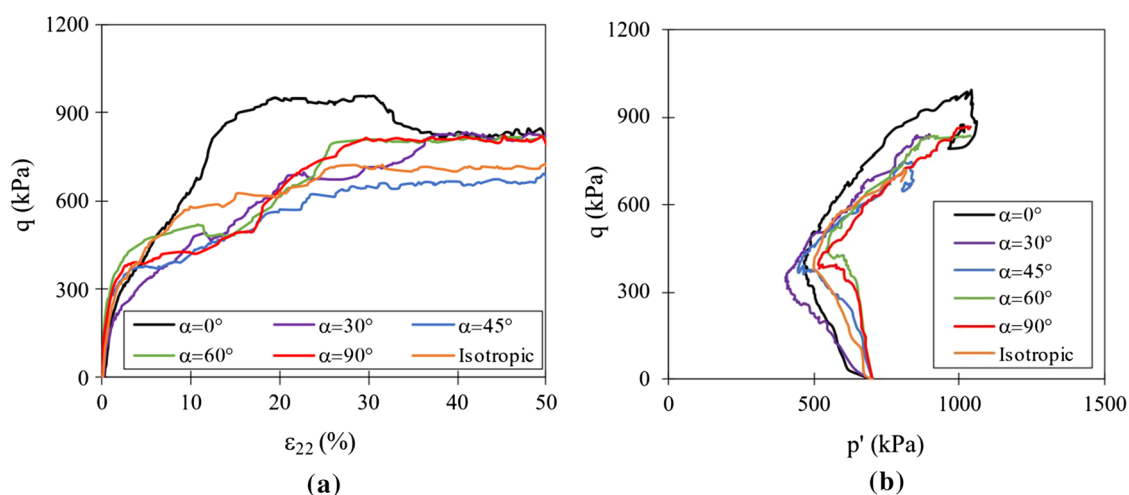 1200
900
600
300
0
q (kPa)
α=0° α=30° α=45°
α=60° α=90° Isotropic
0 10 20 30 40 50
ε22 (%)
(a)
1200
900
600
300
0
q (kPa)
α=0°
α=30°
α=45°
α=60°
α=90°
Isotropic
0 500 1000 1500
p' (kPa)
(b)